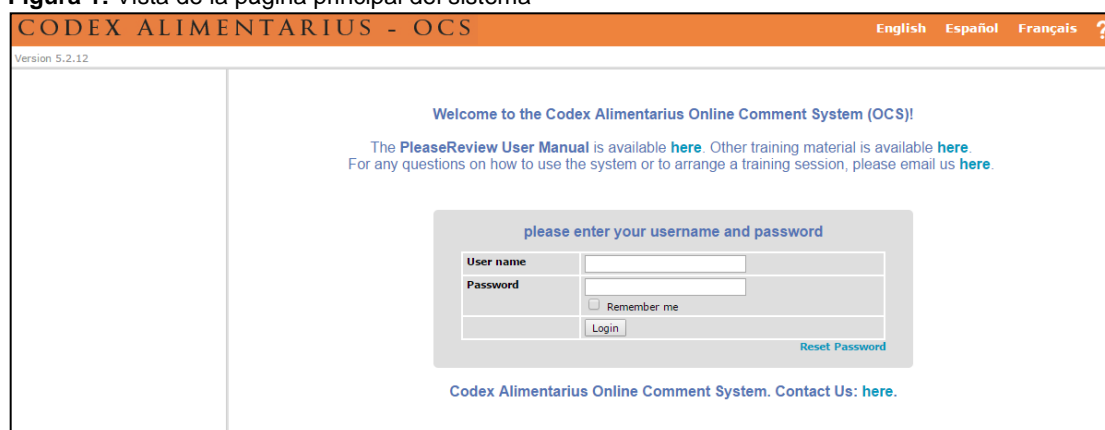 Figura 1. Vista de la página principal del sistema
CODEX ALIMENTARIUS - OCS
English Español Français ?
Version 5.2.12
Welcome to the Codex Alimentarius Online Comment System (OCS)!
The PleaseReview User Manual is available here. Other training material is available here.
For any questions on how to use the system or to arrange a training session, please email us here.
please enter your username and password
User name
Password
Remember me
Login
Reset Password
Codex Alimentarius Online Comment System. Contact Us: here.